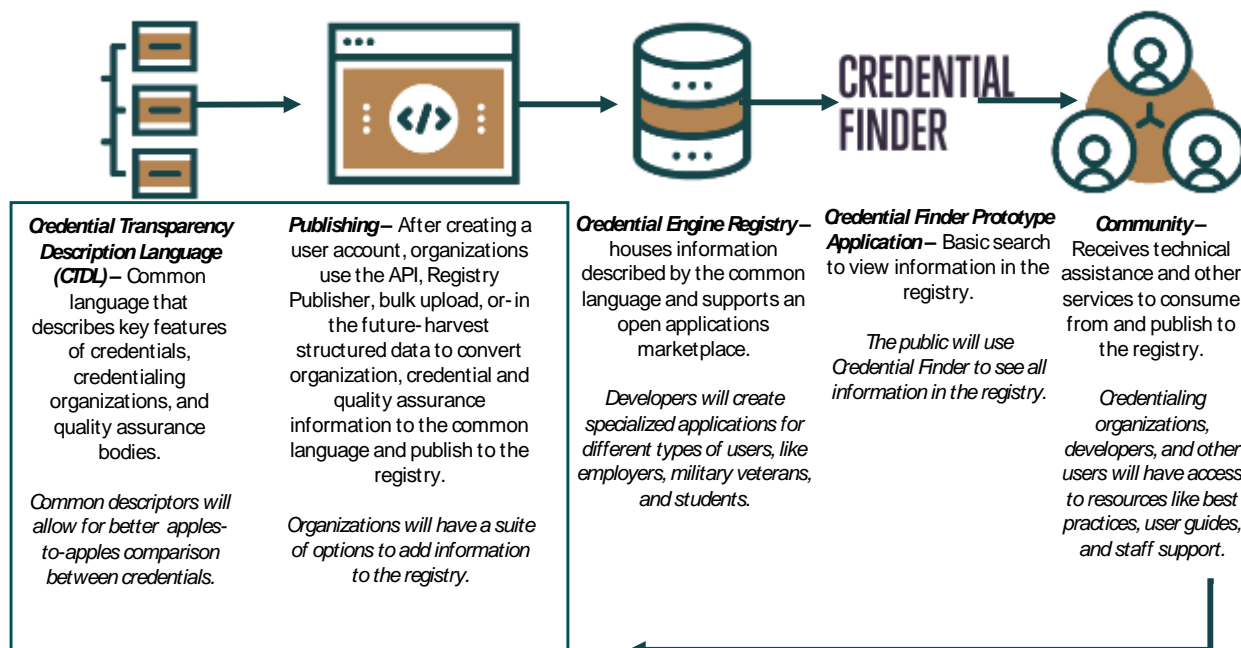 </>
CREDENTIAL
FINDER
Credential Transparency
Description Language
(CTDL) – Common
language that
describes key features
of credentials,
credentialing
organizations, and
quality assurance
bodies.
Common descriptors will
allow for better apples-
to-apples comparison
between credentials.
Publishing – After creating a
user account, organizations
use the API, Registry
Publisher, bulk upload, or- in
the future- harvest
structured data to convert
organization, credential and
quality assurance
information to the common
language and publish to the
registry.
Organizations will have a suite
of options to add information
to the registry.
Credential Engine Registry –
houses information
described by the common
language and supports an
open applications
marketplace.
Developers will create
specialized applications for
different types of users, like
employers, military veterans,
and students.
Credential Finder Prototype
Application – Basic search
to view information in the
registry.
The public will use
Credential Finder to see all
information in the registry.
Community –
Receives technical
assistance and other
services to consume
from and publish to
the registry.
Credentialing
organizations,
developers, and other
users will have access
to resources like best
practices, user guides,
and staff support.